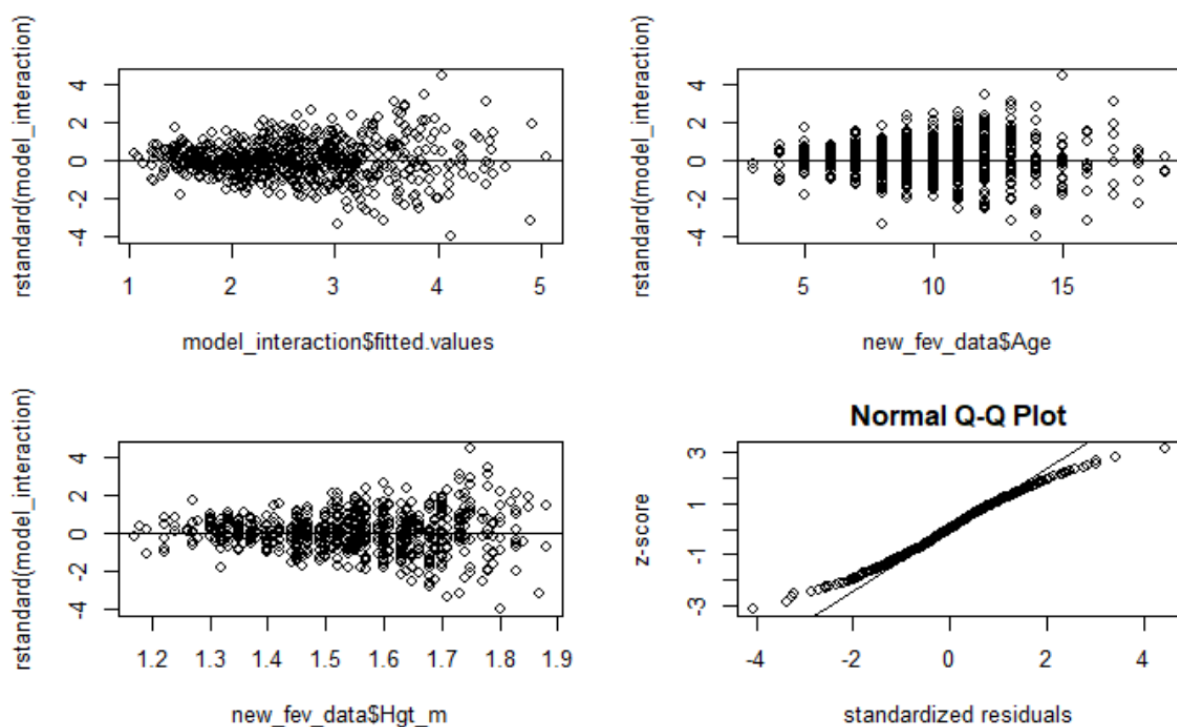 rstandard(model_interaction)
4
2
0
-2
-4
1 2 3 4 5
model_interaction$fitted.values
rstandard(model_interaction)
4
2
0
-2
-4
5 10 15
new_fev_data$Age
rstandard(model_interaction)
4
2
0
-2
-4
1.2 1.3 1.4 1.5 1.6 1.7 1.8 1.9
new_fev_data$Hgt_m
Normal Q-Q Plot
z-score
3
1
-1
-3
-4 -2 0 2 4
standardized residuals